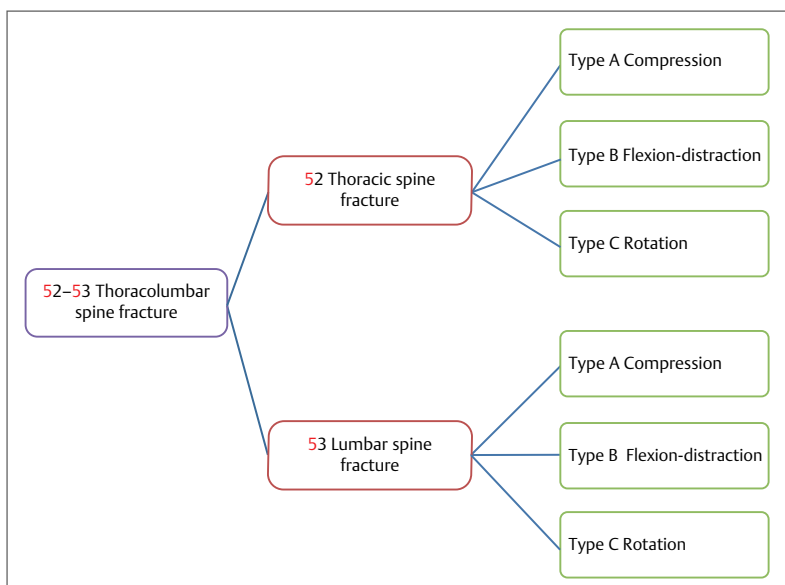 52–53 Thoracolumbar
spine fracture
52 Thoracic spine
fracture
Type A Compression
Type B Flexion-distraction
Type C Rotation
53 Lumbar spine
fracture
Type A Compression
Type B  Flexion-distraction
Type C Rotation